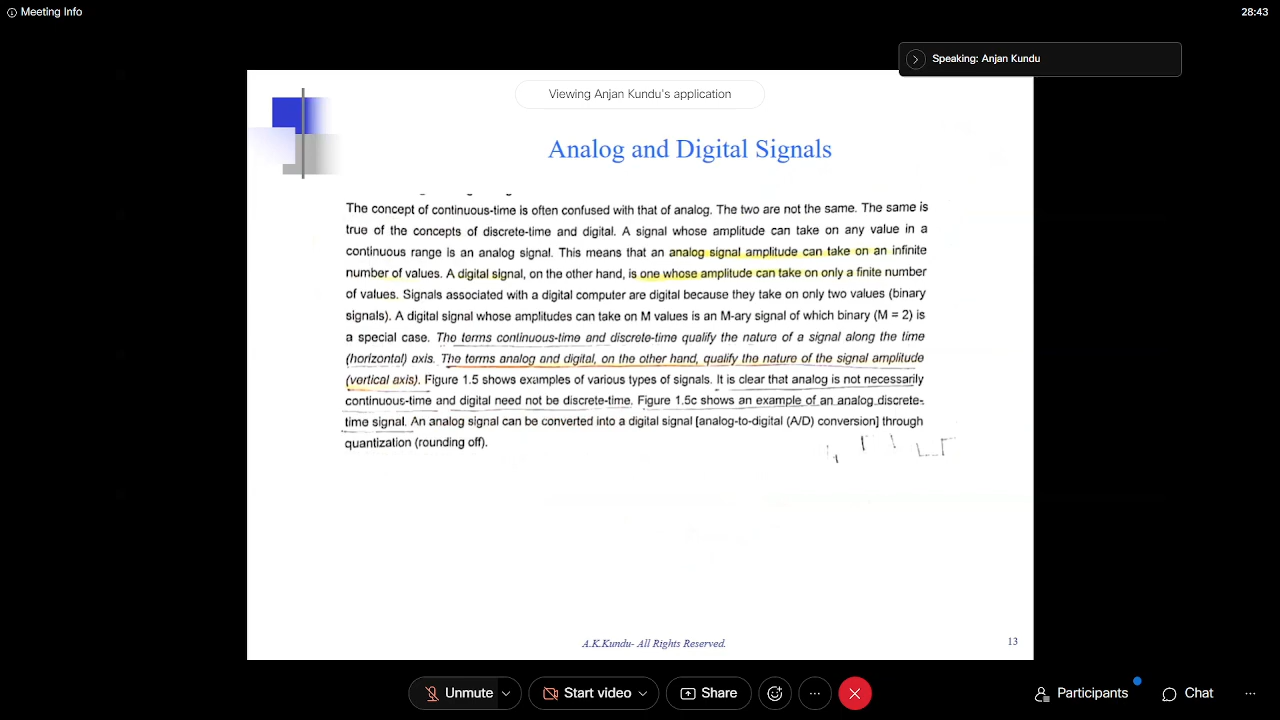 Meeting Info
28:43
Speaking: Anjan Kundu
Viewing Anjan Kundu's application
Analog and Digital Signals
The concept of continuous-time is often confused with that of analog. The two are not the same. The same is
true of the concepts of discrete-time and digital. A signal whose amplitude can take on any value in a
continuous range is an analog signal. This means that an analog signal amplitude can take on an infinite
number of values. A digital signal, on the other hand, is one whose amplitude can take on only a finite number
of values. Signals associated with a digital computer are digital because they take on only two values (binary
signals). A digital signal whose amplitudes can take on M values is an M-ary signal of which binary (M = 2) is
a special case. The terms continuous-time and discrete-time qualify the nature of a signal along the time
(horizontal) axis. The terms analog and digital, on the other hand, qualify the nature of the signal amplitude
(vertical axis). Figure 1.5 shows examples of various types of signals. It is clear that analog is not necessarily
continuous-time and digital need not be discrete-time. Figure 1.5c shows an example of an analog discrete-
time signal. An analog signal can be converted into a digital signal [analog-to-digital (A/D) conversion] through
quantization (rounding off).
A.K.Kundu- All Rights Reserved.
13
Unmute
Start video
Share
Participants
Chat